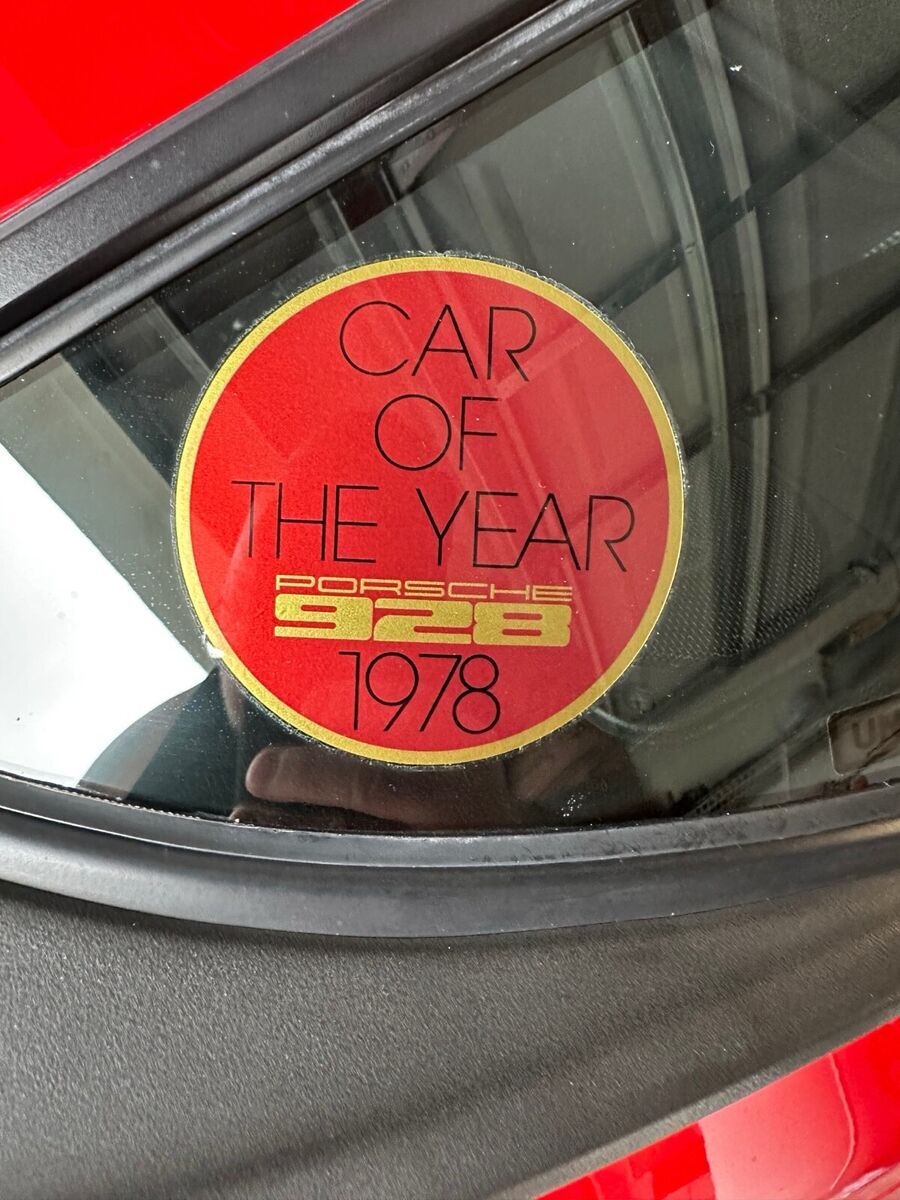 CAR
OF
THE YEAR
PORSCHE
928
1978